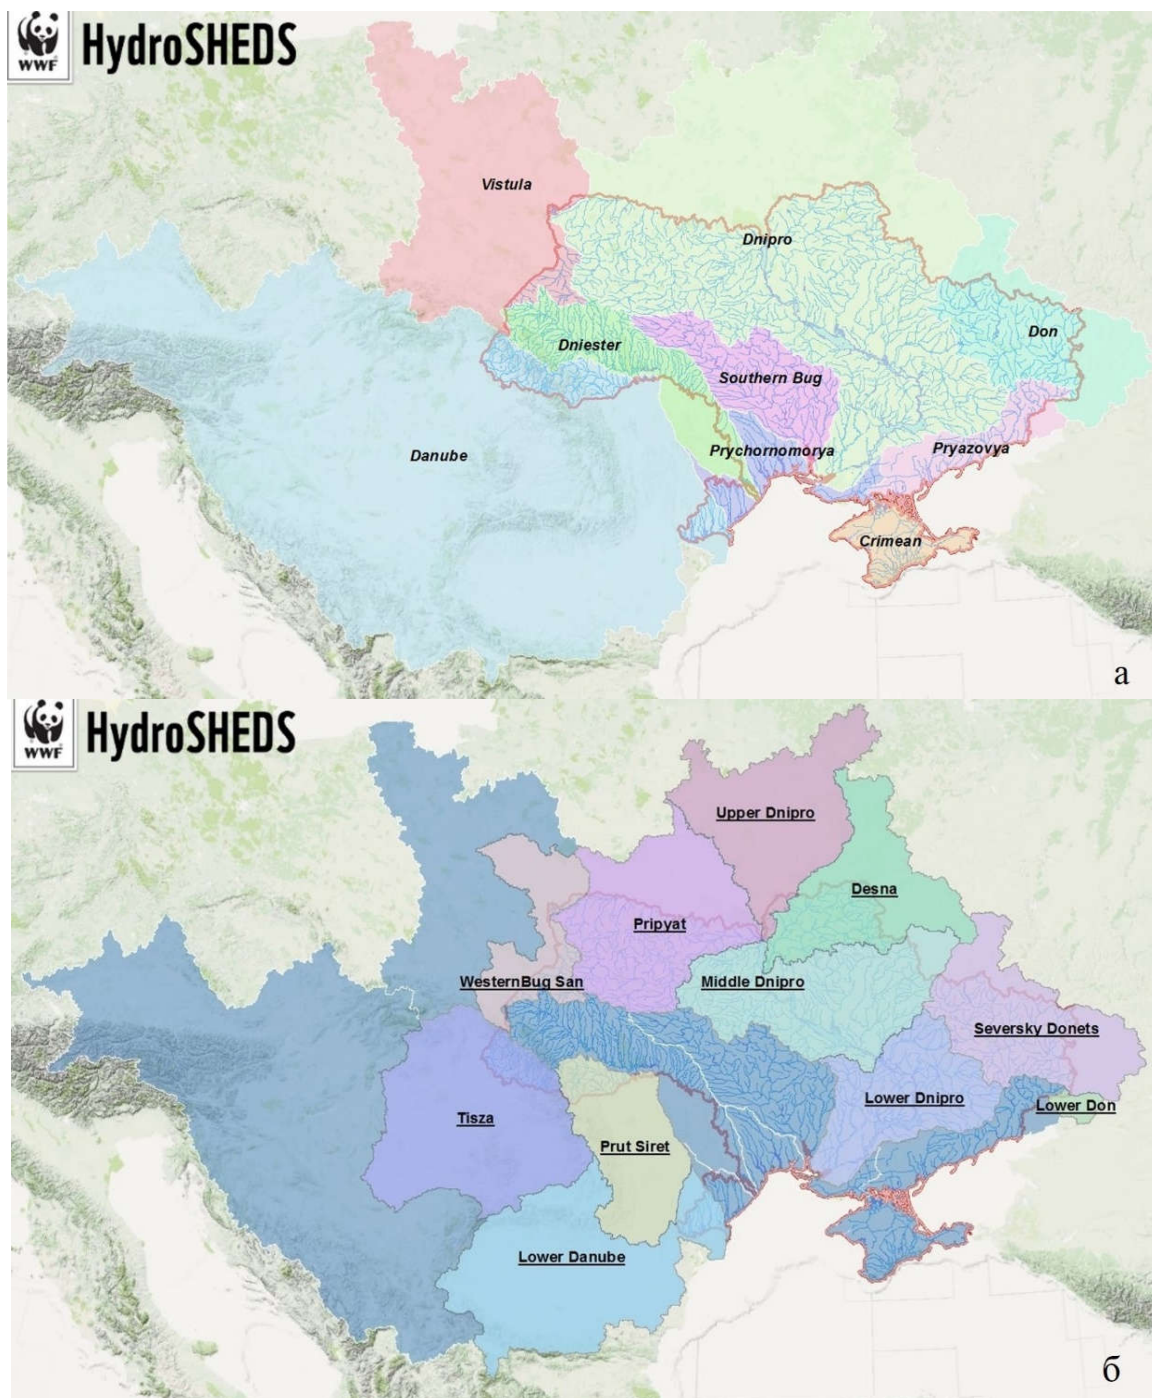 WWF
HydroSHEDS
Vistula
Dnipro
Don
Dniester
Southern Bug
Danube
Prychornomorya
Pryazovya
Crimean
а
WWF
HydroSHEDS
Upper Dnipro
Desna
Pripyat
WesternBug San
Middle Dnipro
Seversky Donets
Lower Dnipro
Lower Don
Tisza
Prut Siret
Lower Danube
б